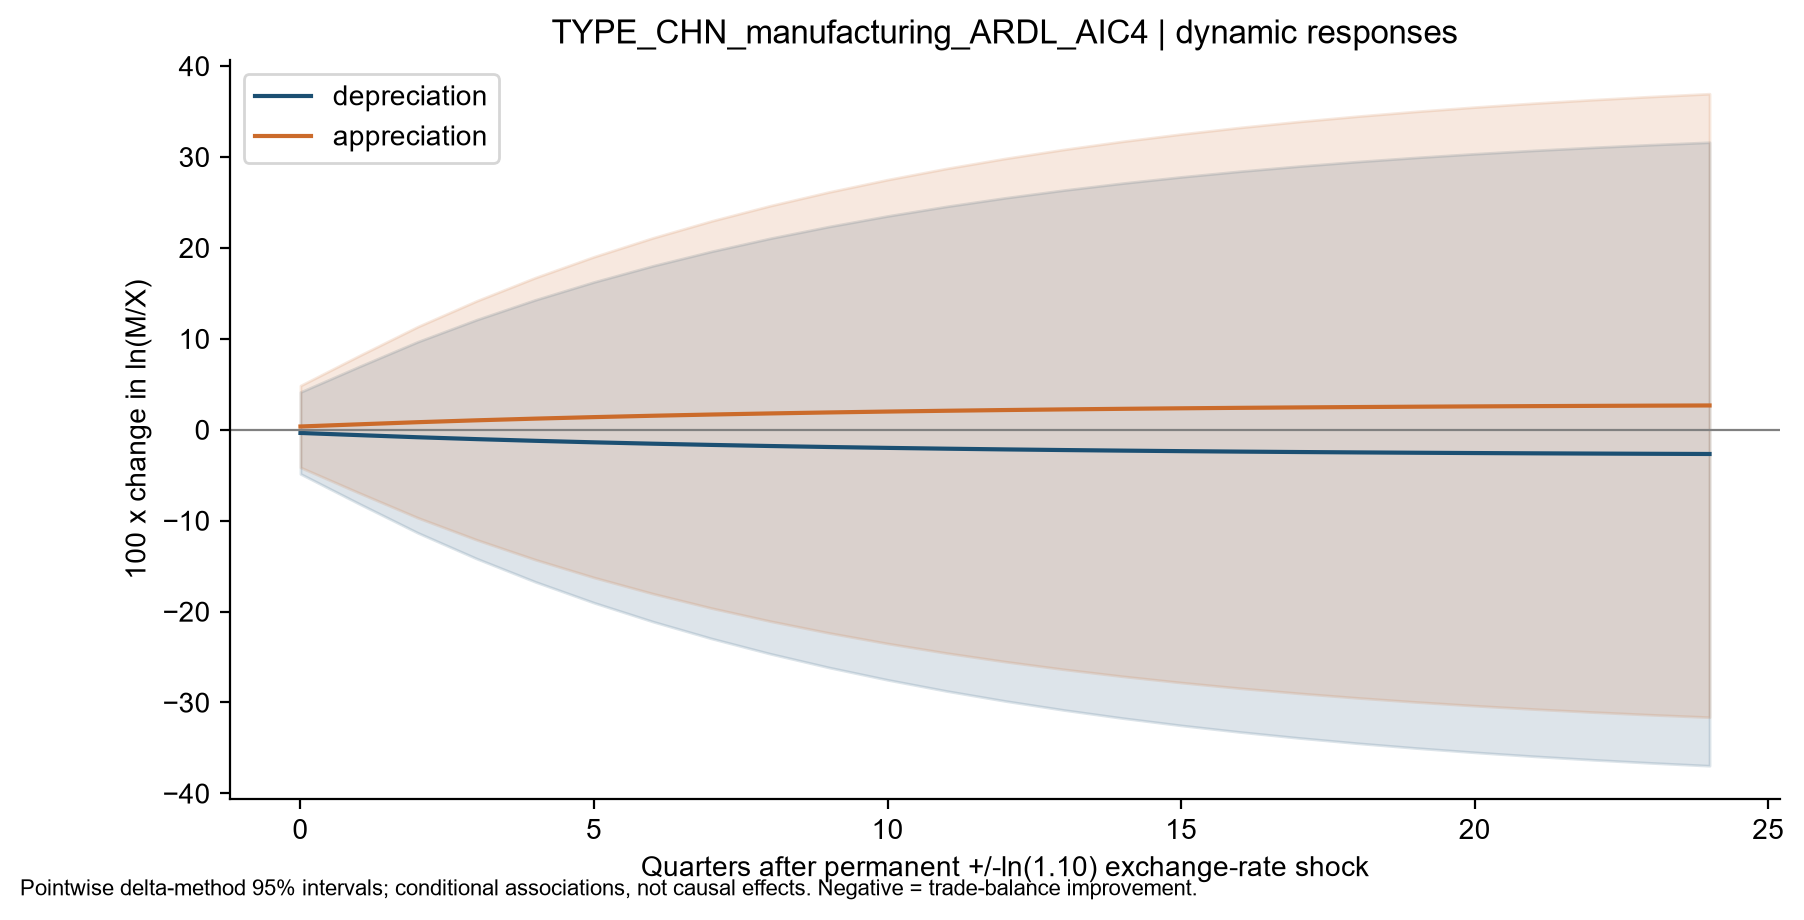 TYPE_CHN_manufacturing_ARDL_AIC4 | dynamic responses
depreciation
appreciation
100 x change in ln(M/X)
40
30
20
10
0
−10
−20
−30
−40
0 5 10 15 20 25
Quarters after permanent +/-ln(1.10) exchange-rate shock
Pointwise delta-method 95% intervals; conditional associations, not causal effects. Negative = trade-balance improvement.